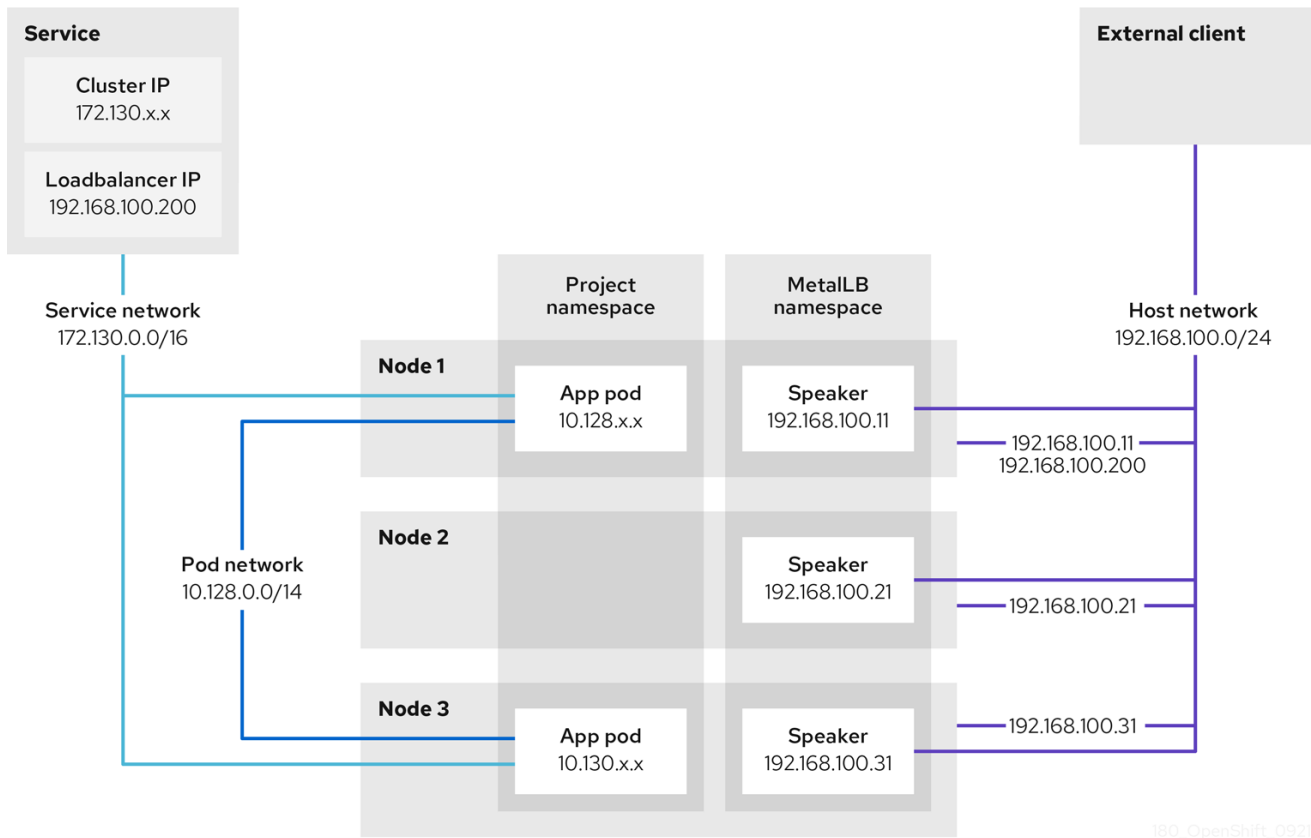 Service
Cluster IP
172.130.x.x
Loadbalancer IP
192.168.100.200
External client
Service network
172.130.0.0/16
Project
namespace
MetalLB
namespace
Host network
192.168.100.0/24
Node 1
App pod
10.128.x.x
Speaker
192.168.100.11
192.168.100.11
192.168.100.200
Pod network
10.128.0.0/14
Node 2
Speaker
192.168.100.21
192.168.100.21
Node 3
App pod
10.130.x.x
Speaker
192.168.100.31
192.168.100.31
180_OpenShift_0921